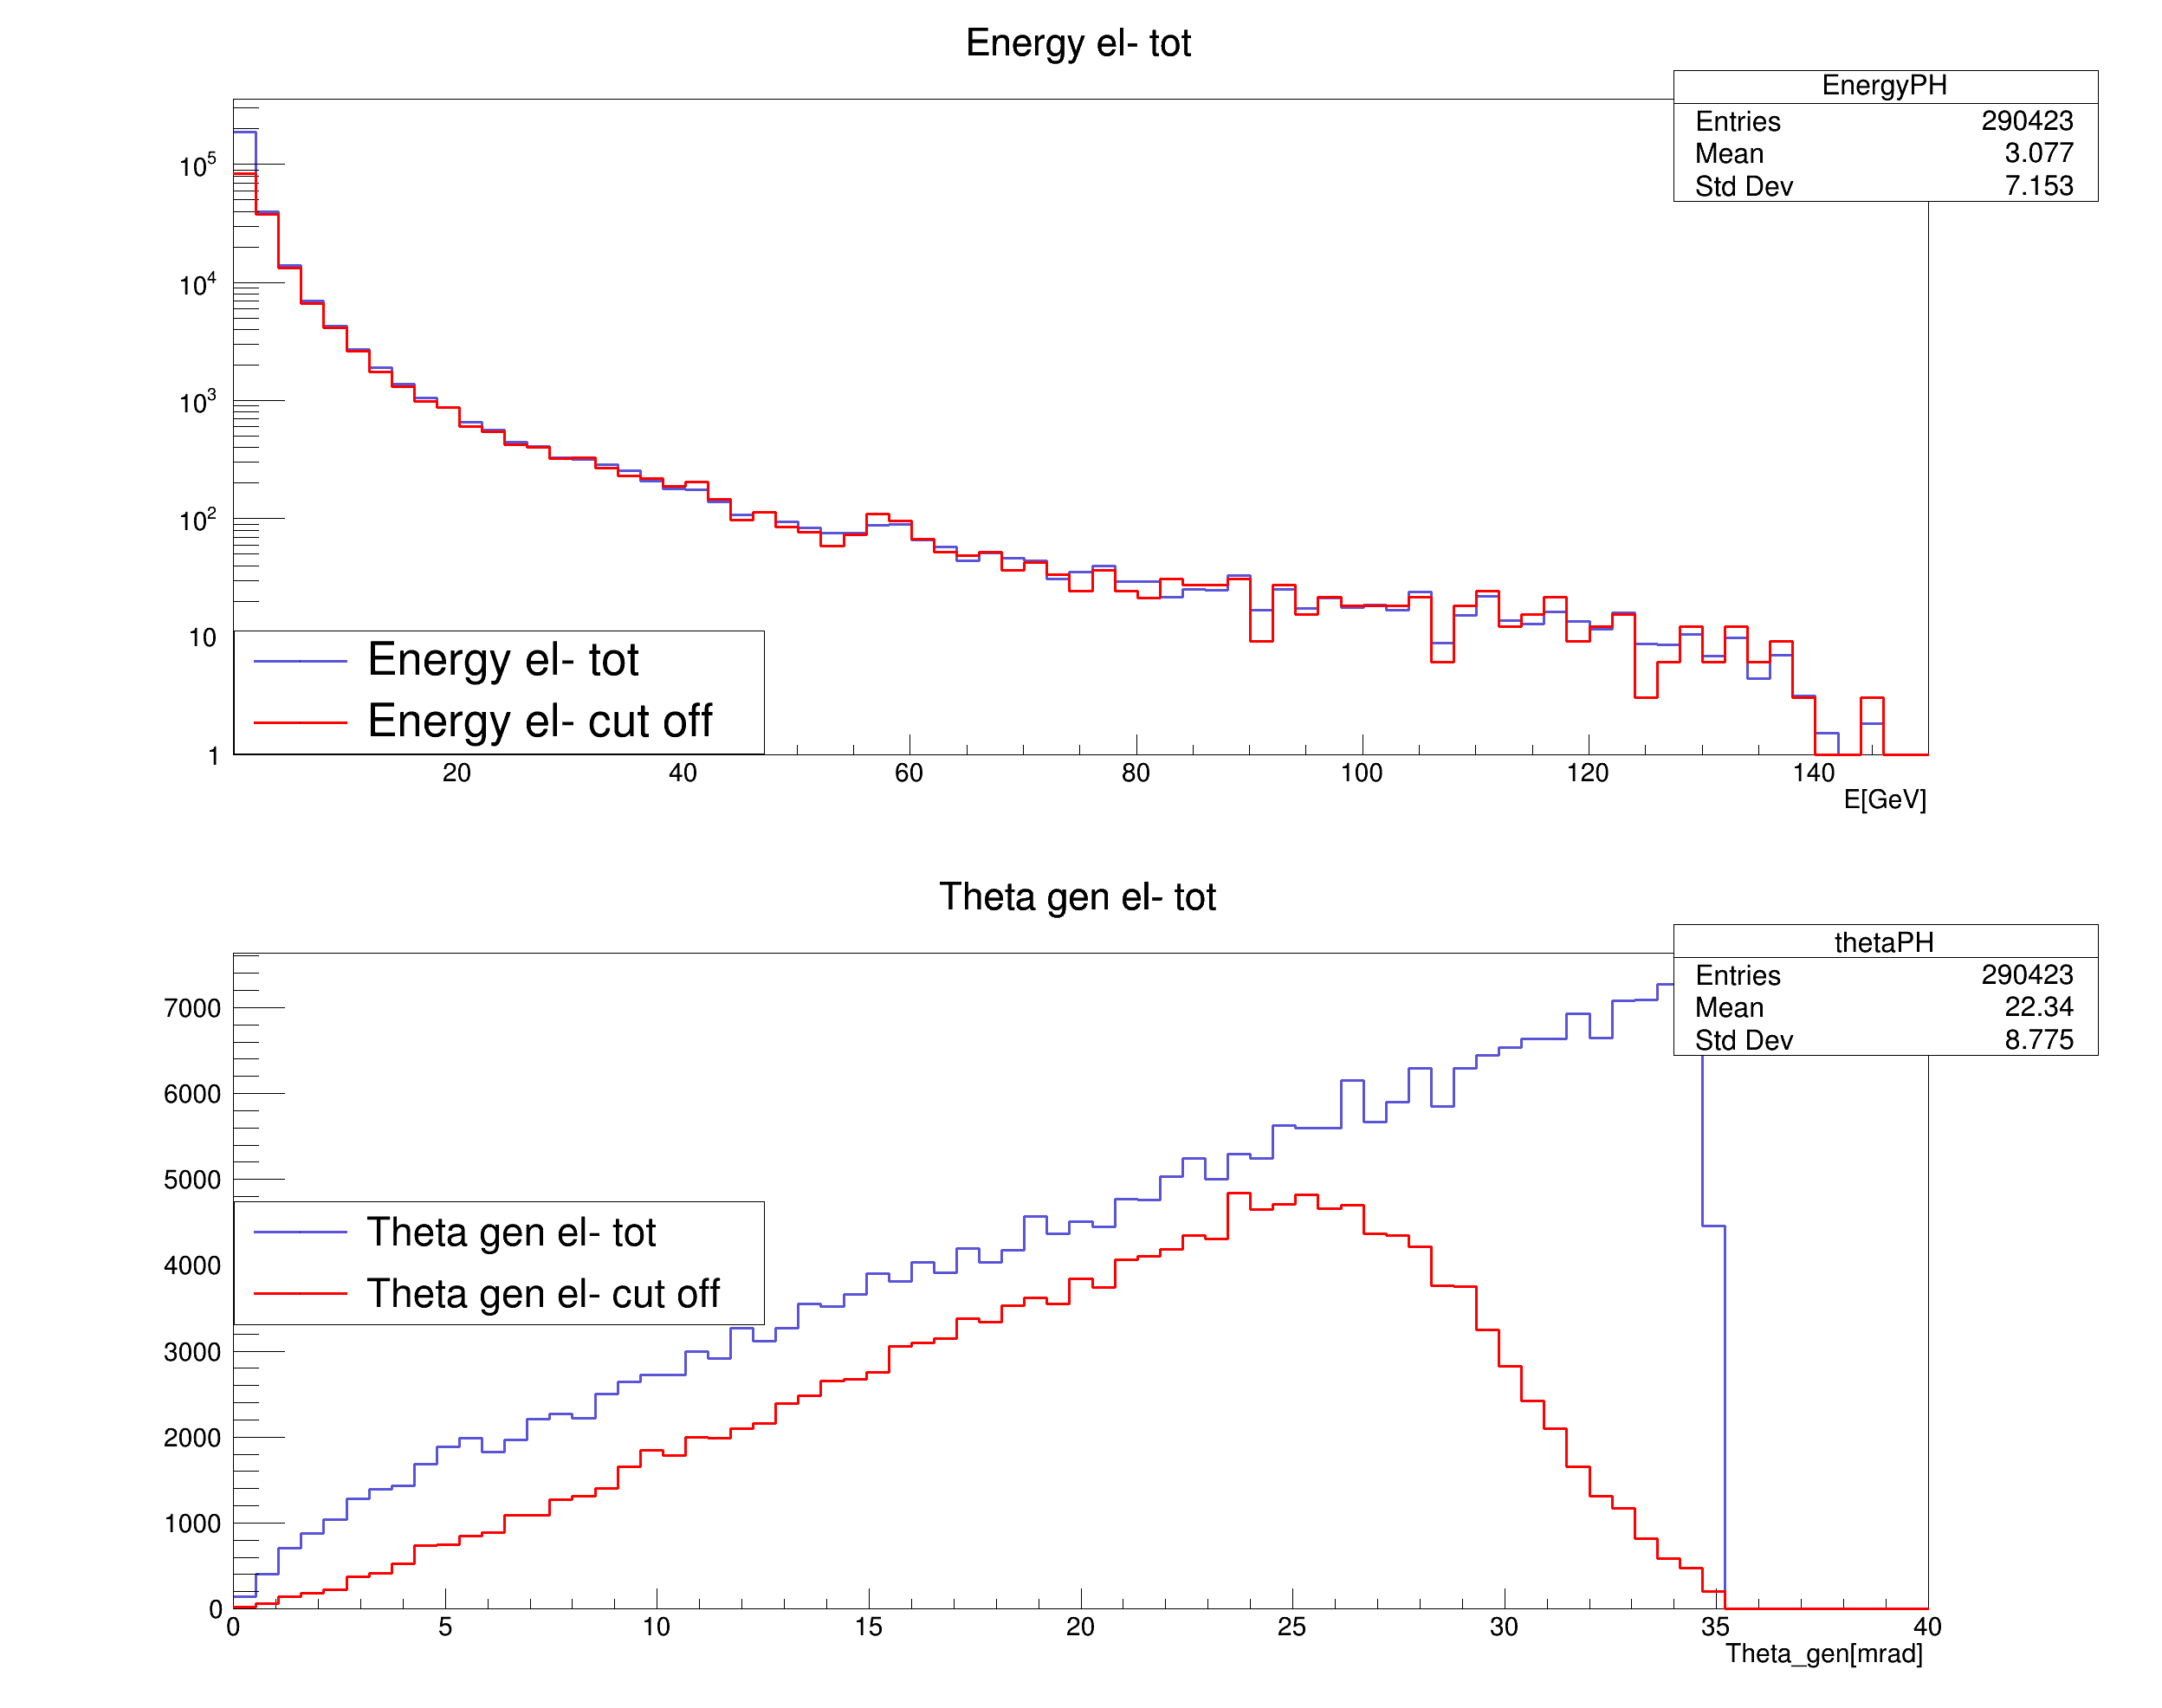 Energy el- tot
EnergyPH
Entries 290423
Mean 3.077
Std Dev 7.153
10^5
10^4
10^3
10^2
10
1
Energy el- tot
Energy el- cut off
20 40 60 80 100 120 140
E[GeV]
Theta gen el- tot
thetaPH
Entries 290423
Mean 22.34
Std Dev 8.775
7000
6000
5000
4000
3000
2000
1000
0
Theta gen el- tot
Theta gen el- cut off
0 5 10 15 20 25 30 35 40
Theta_gen[mrad]